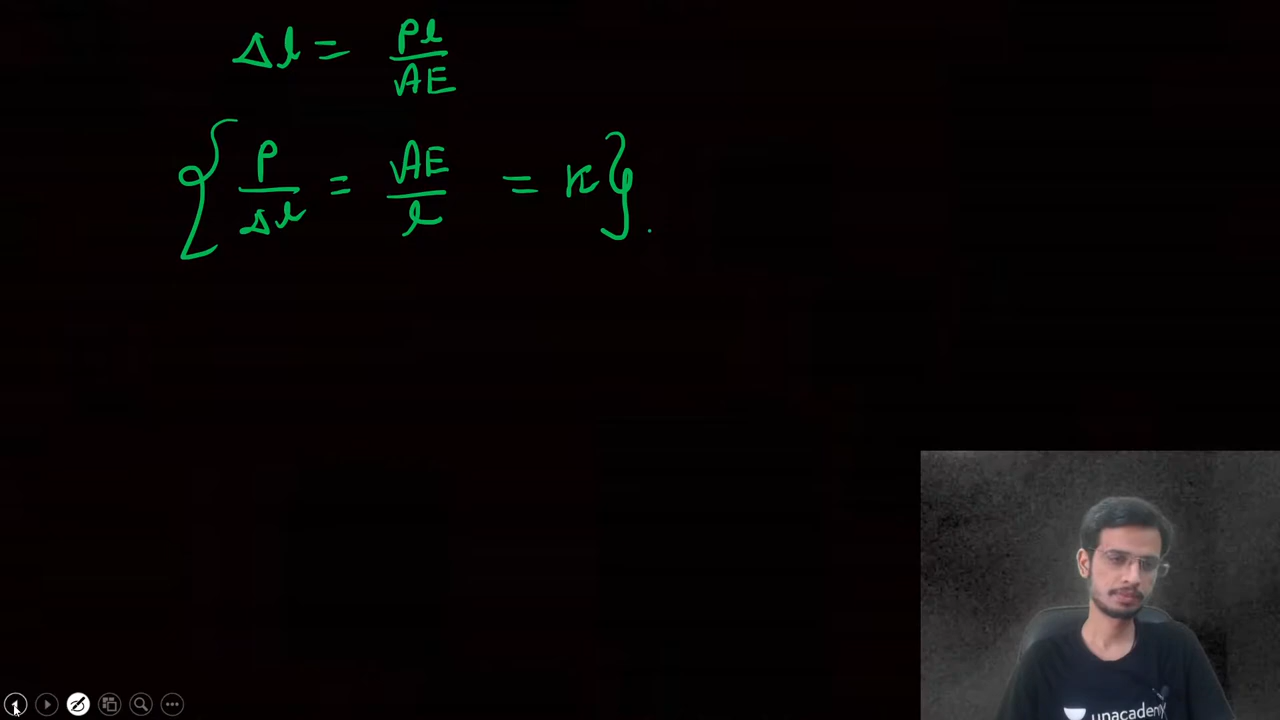 Δl = Pl/AE
{ P/Δl = AE/l = K }.
unacademy